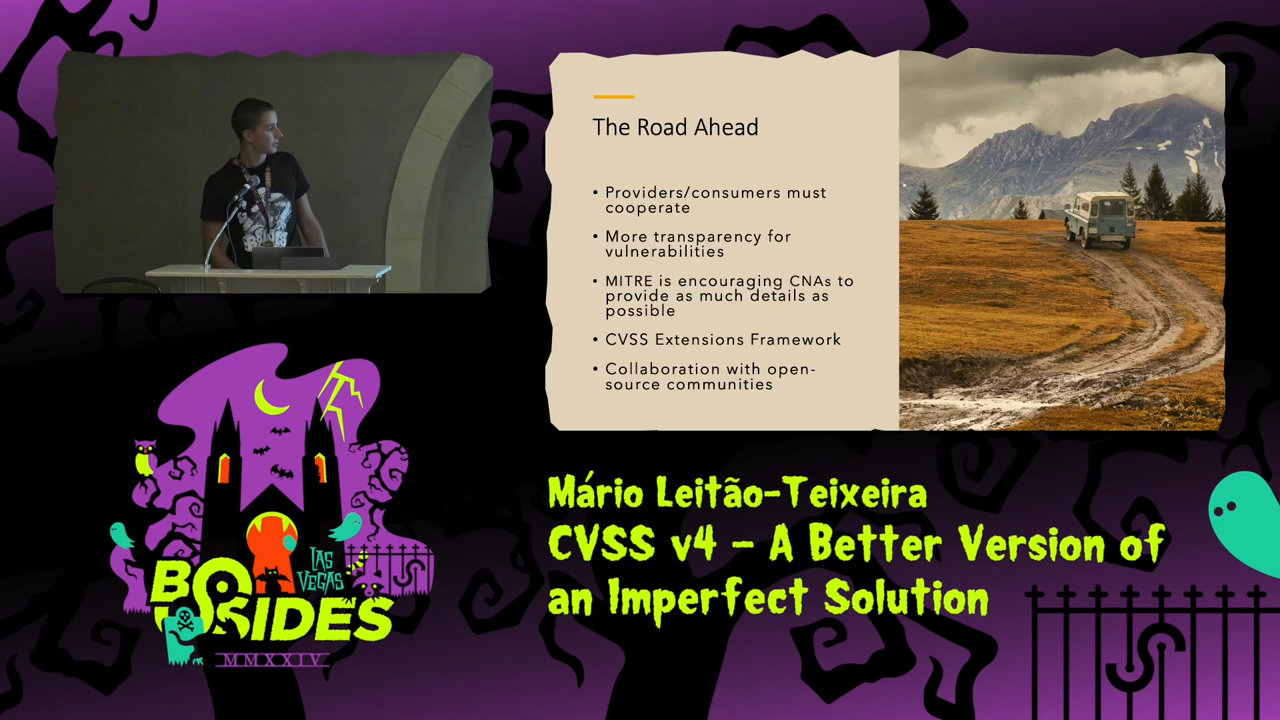 The Road Ahead
• Providers/consumers must
cooperate
• More transparency for
vulnerabilities
• MITRE is encouraging CNAs to
provide as much details as
possible
• CVSS Extensions Framework
• Collaboration with open-
source communities
Mário Leitão-Teixeira
CVSS v4 - A Better Version of
an Imperfect Solution
LAS
VEGAS
BSIDES
MMXXIV